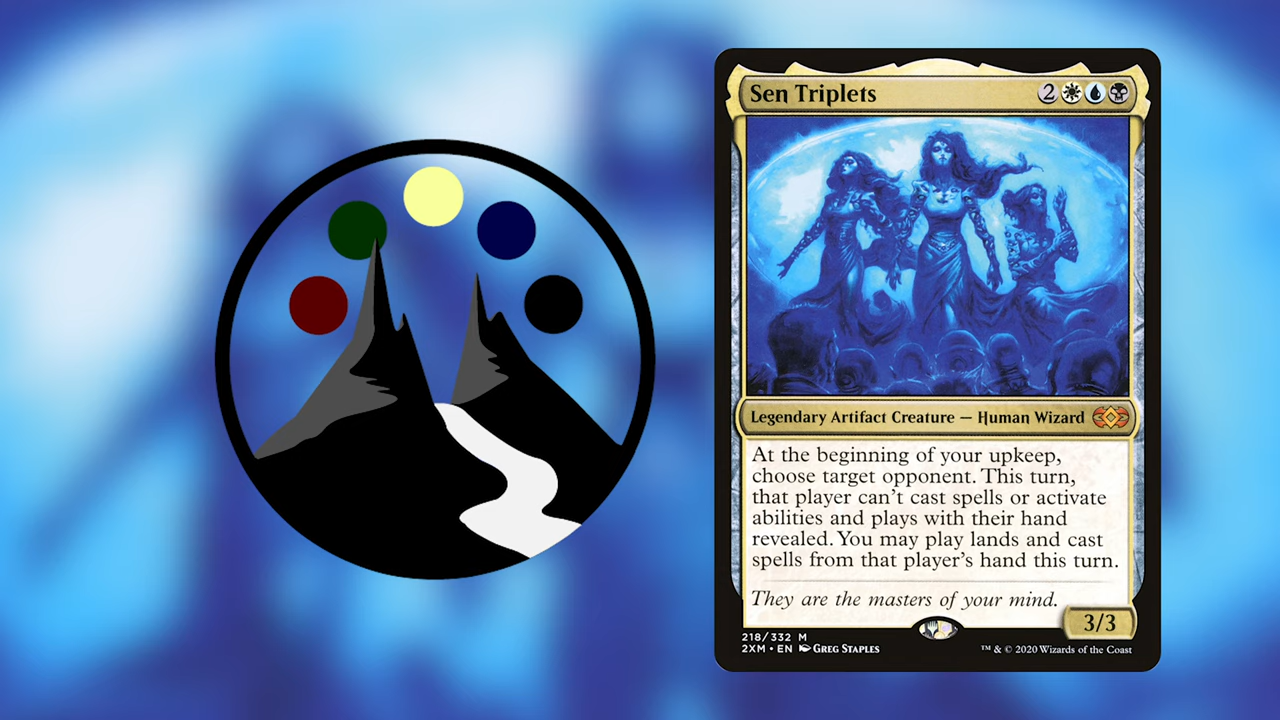 Sen Triplets 2
Legendary Artifact Creature — Human Wizard
At the beginning of your upkeep,
choose target opponent. This turn,
that player can't cast spells or activate
abilities and plays with their hand
revealed. You may play lands and cast
spells from that player's hand this turn.
They are the masters of your mind.
3/3
218/332 M
2XM • EN Greg Staples
™ & © 2020 Wizards of the Coast